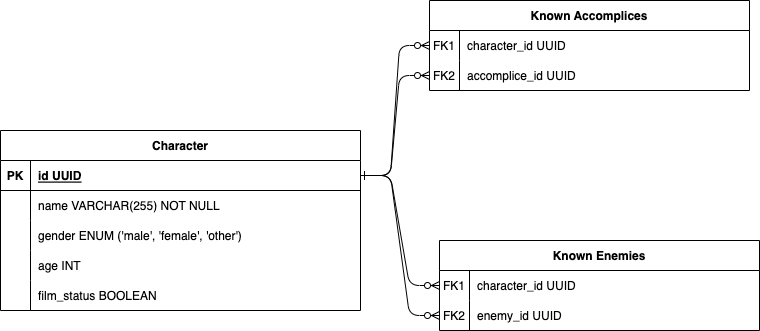 Known Accomplices
FK1 character_id UUID
FK2 accomplice_id UUID
Character
PK id UUID
name VARCHAR(255) NOT NULL
gender ENUM ('male', 'female', 'other')
age INT
film_status BOOLEAN
Known Enemies
FK1 character_id UUID
FK2 enemy_id UUID